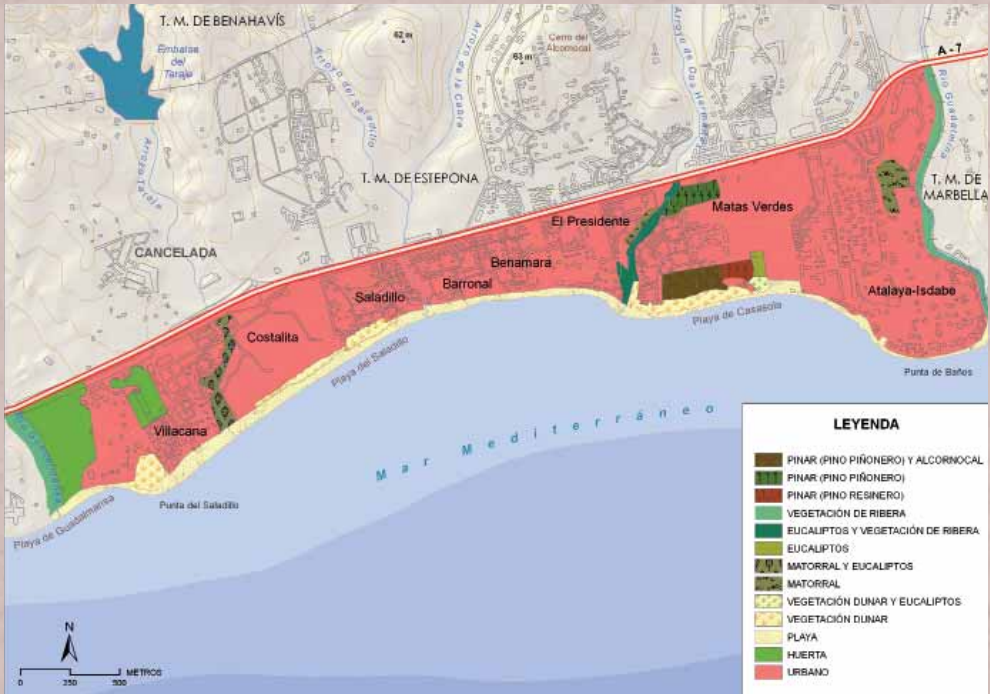 T. M. DE BENAHAVÍS
Embalse
del
Taraje
Arroyo Taraje
62 m
Arroyo del Saladillo
Arroyo de la Cabra
63 m
Cerro del
Alcornocal
Arroyo de Dos Hermanas
A-7
Río Guadalmina
T. M. DE ESTEPONA
T. M. DE
MARBELLA
CANCELADA
El Presidente
Matas Verdes
Benamara
Barronal
Saladillo
Costalita
Atalaya-Isdabe
Villacana
Playa del Saladillo
Playa de Casasola
Punta de Baños
Punta del Saladillo
Playa de Guadalmansa
Mar Mediterráneo
N
0 250 500 METROS
LEYENDA
PINAR (PINO PIÑONERO) Y ALCORNOCAL
PINAR (PINO PIÑONERO)
PINAR (PINO RESINERO)
VEGETACIÓN DE RIBERA
EUCALIPTOS Y VEGETACIÓN DE RIBERA
EUCALIPTOS
MATORRAL Y EUCALIPTOS
MATORRAL
VEGETACIÓN DUNAR Y EUCALIPTOS
VEGETACIÓN DUNAR
PLAYA
HUERTA
URBANO